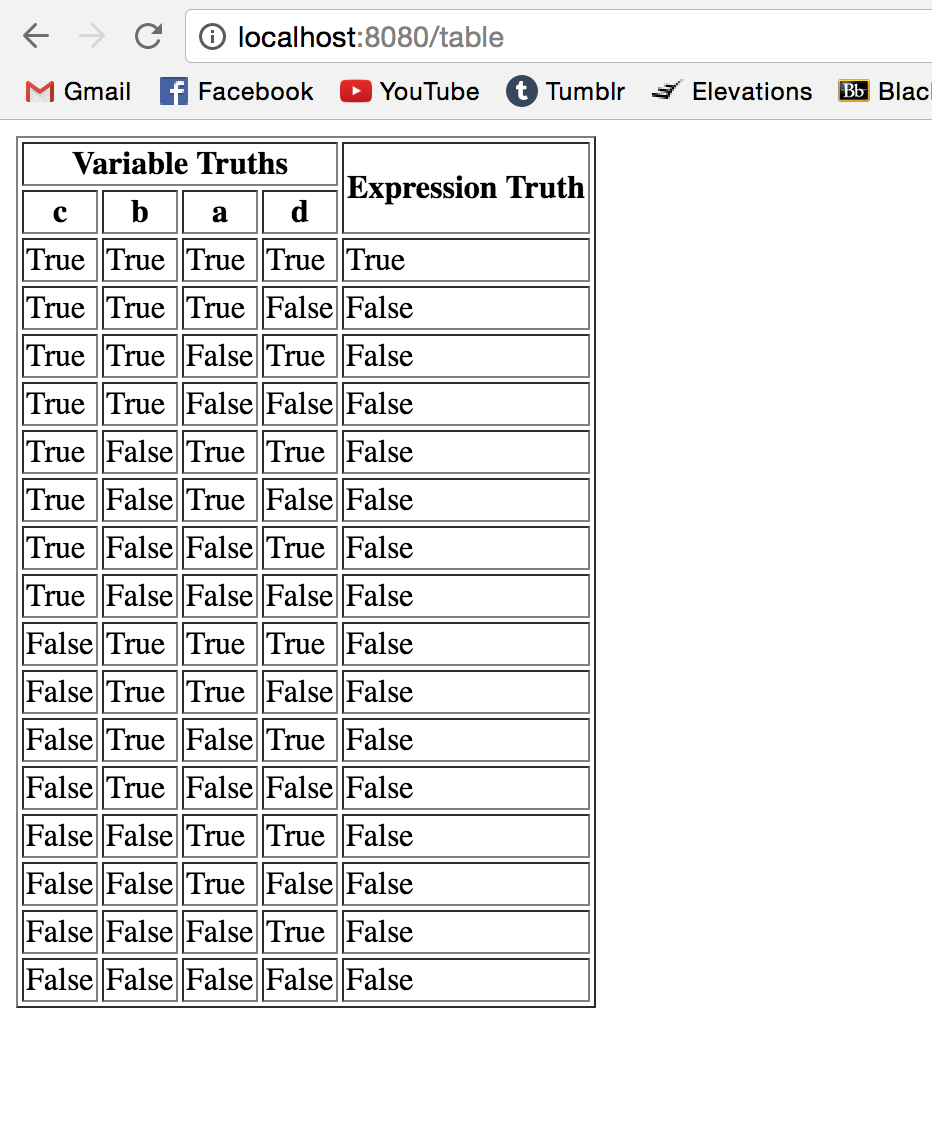 localhost:8080/table
Gmail Facebook YouTube t Tumblr Elevations Bb Blac
Variable Truths Expression Truth
c b a d
True True True True True
True True True False False
True True False True False
True True False False False
True False True True False
True False True False False
True False False True False
True False False False False
False True True True False
False True True False False
False True False True False
False True False False False
False False True True False
False False True False False
False False False True False
False False False False False